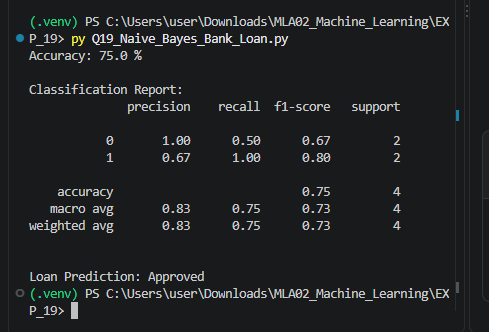 (.venv) PS C:\Users\user\Downloads\MLA02_Machine_Learning\EX
P_19> py Q19_Naive_Bayes_Bank_Loan.py
Accuracy: 75.0 %
Classification Report:
precision recall f1-score support
0 1.00 0.50 0.67 2
1 0.67 1.00 0.80 2
accuracy 0.75 4
macro avg 0.83 0.75 0.73 4
weighted avg 0.83 0.75 0.73 4
Loan Prediction: Approved
(.venv) PS C:\Users\user\Downloads\MLA02_Machine_Learning\EX
P_19>